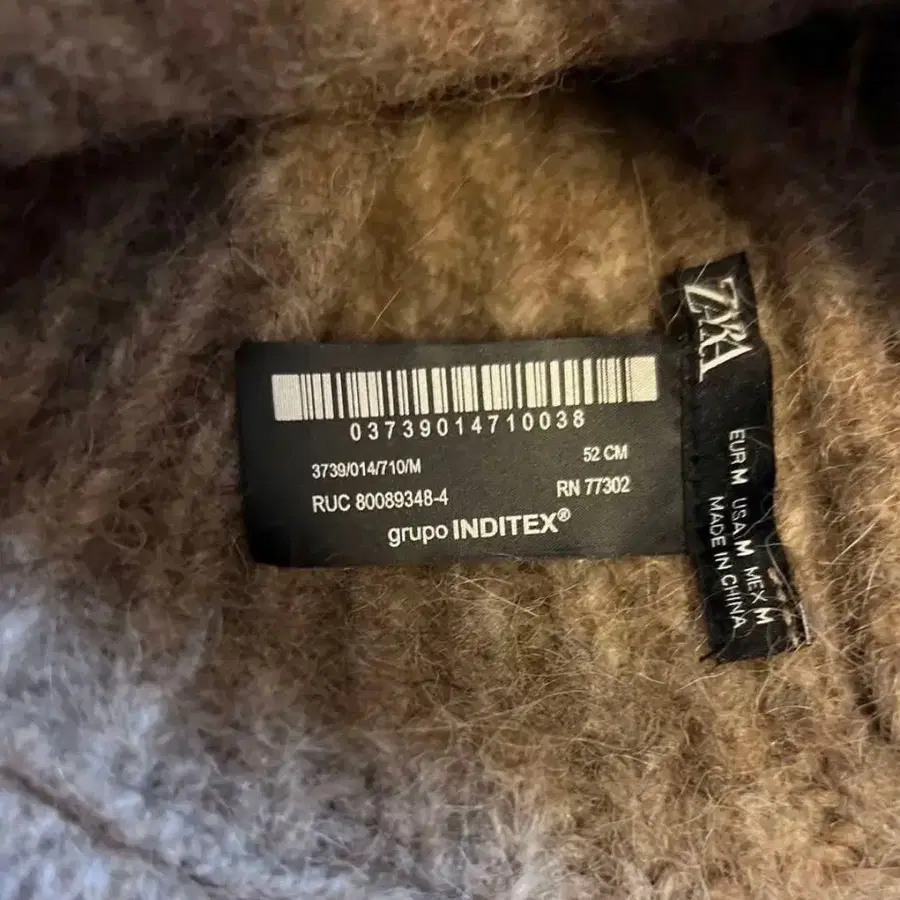 03739014710038
3739/014/710/M 52 CM
RUC 80089348-4 RN 77302
grupo INDITEX®
ZARA
EUR M USA M MEX M
MADE IN CHINA